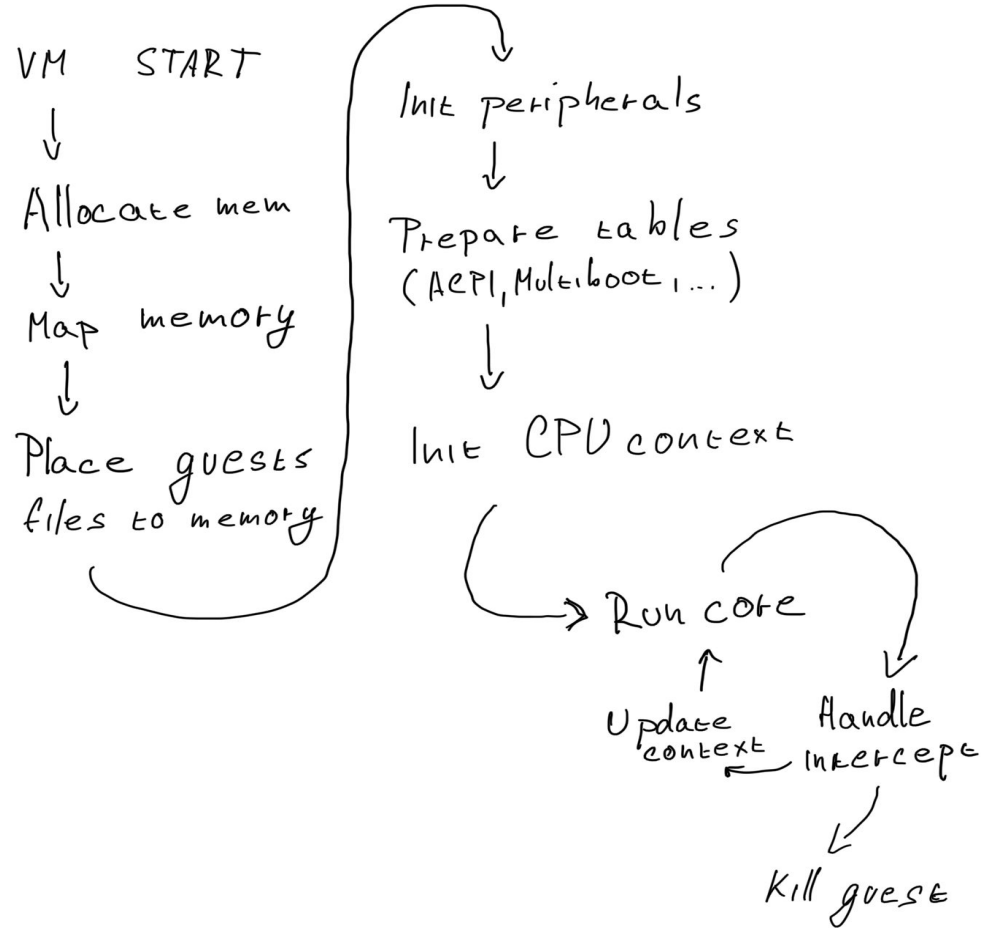 VM START
Allocate mem
Map memory
Place guests
files to memory
Init peripherals
Prepare tables
(ACPI, Multiboot, ...)
Init CPU context
Run core
Handle
intercept
Update
context
Kill guest